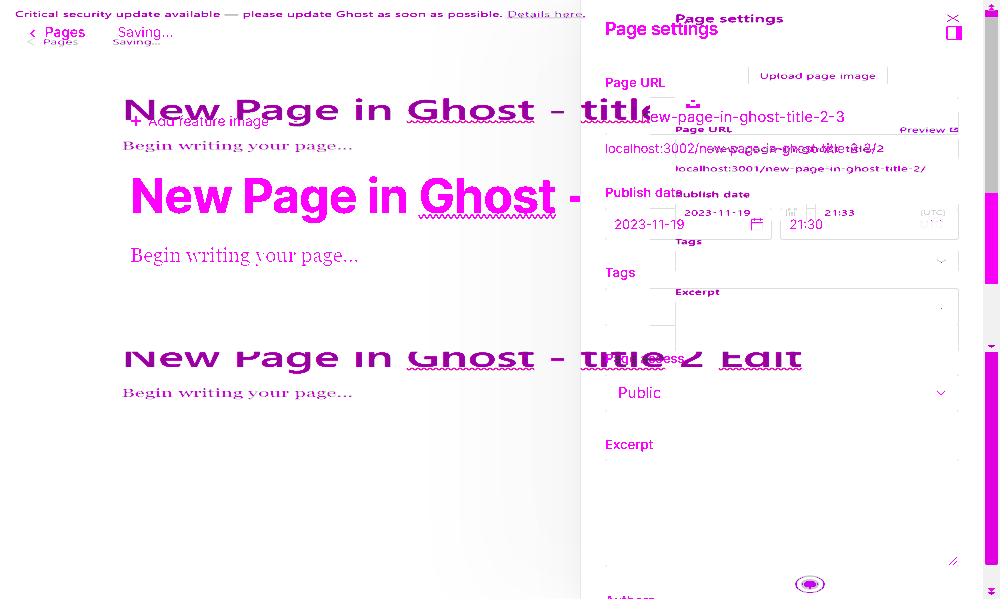 Critical security update available — please update Ghost as soon as possible. Details here.
Page settings
Page settings
Pages
Saving...
Pages
Saving...
Upload page image
Page URL
New Page in Ghost - title
Add feature image
ew-page-in-ghost-title-2-3
Page URL
Preview
Begin writing your page...
localhost:3002/new-page-in-ghost-title-2-3/
localhost:3001/new-page-in-ghost-title-2/
New Page in Ghost -
Publish date
Publish date
2023-11-19
21:33
(UTC)
2023-11-19
21:30
Tags
Begin writing your page...
Tags
Excerpt
New Page in Ghost - title 2 Edit
Page access
Begin writing your page...
Public
Excerpt